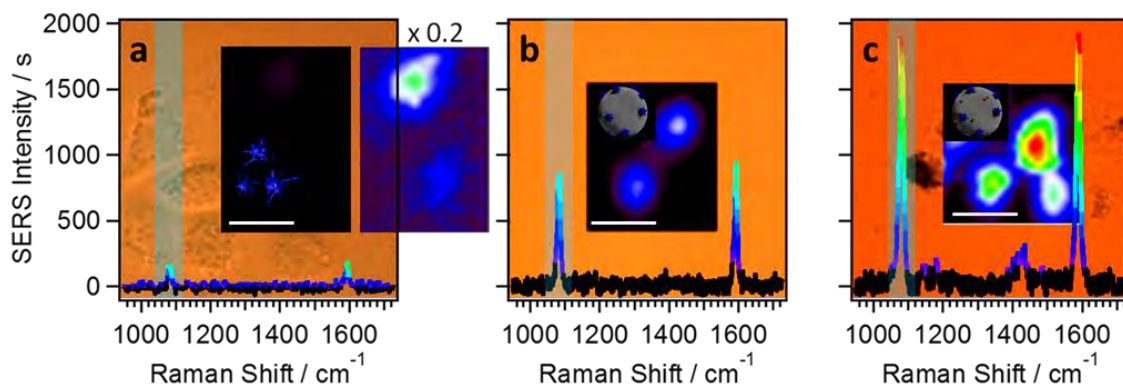 x 0.2
a
b
c
SERS Intensity / s
2000
1500
1000
500
0
1000 1200 1400 1600
1000 1200 1400 1600
1000 1200 1400 1600
Raman Shift / cm⁻¹
Raman Shift / cm⁻¹
Raman Shift / cm⁻¹